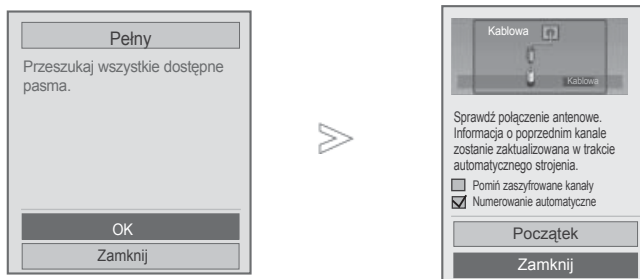 Pełny
Przeszukaj wszystkie dostępne
pasma.
OK
Zamknij
Kablowa
Kablowa
Sprawdź połączenie antenowe.
Informacja o poprzednim kanale
zostanie zaktualizowana w trakcie
automatycznego strojenia.
Pomiń zaszyfrowane kanały
Numerowanie automatyczne
Początek
Zamknij